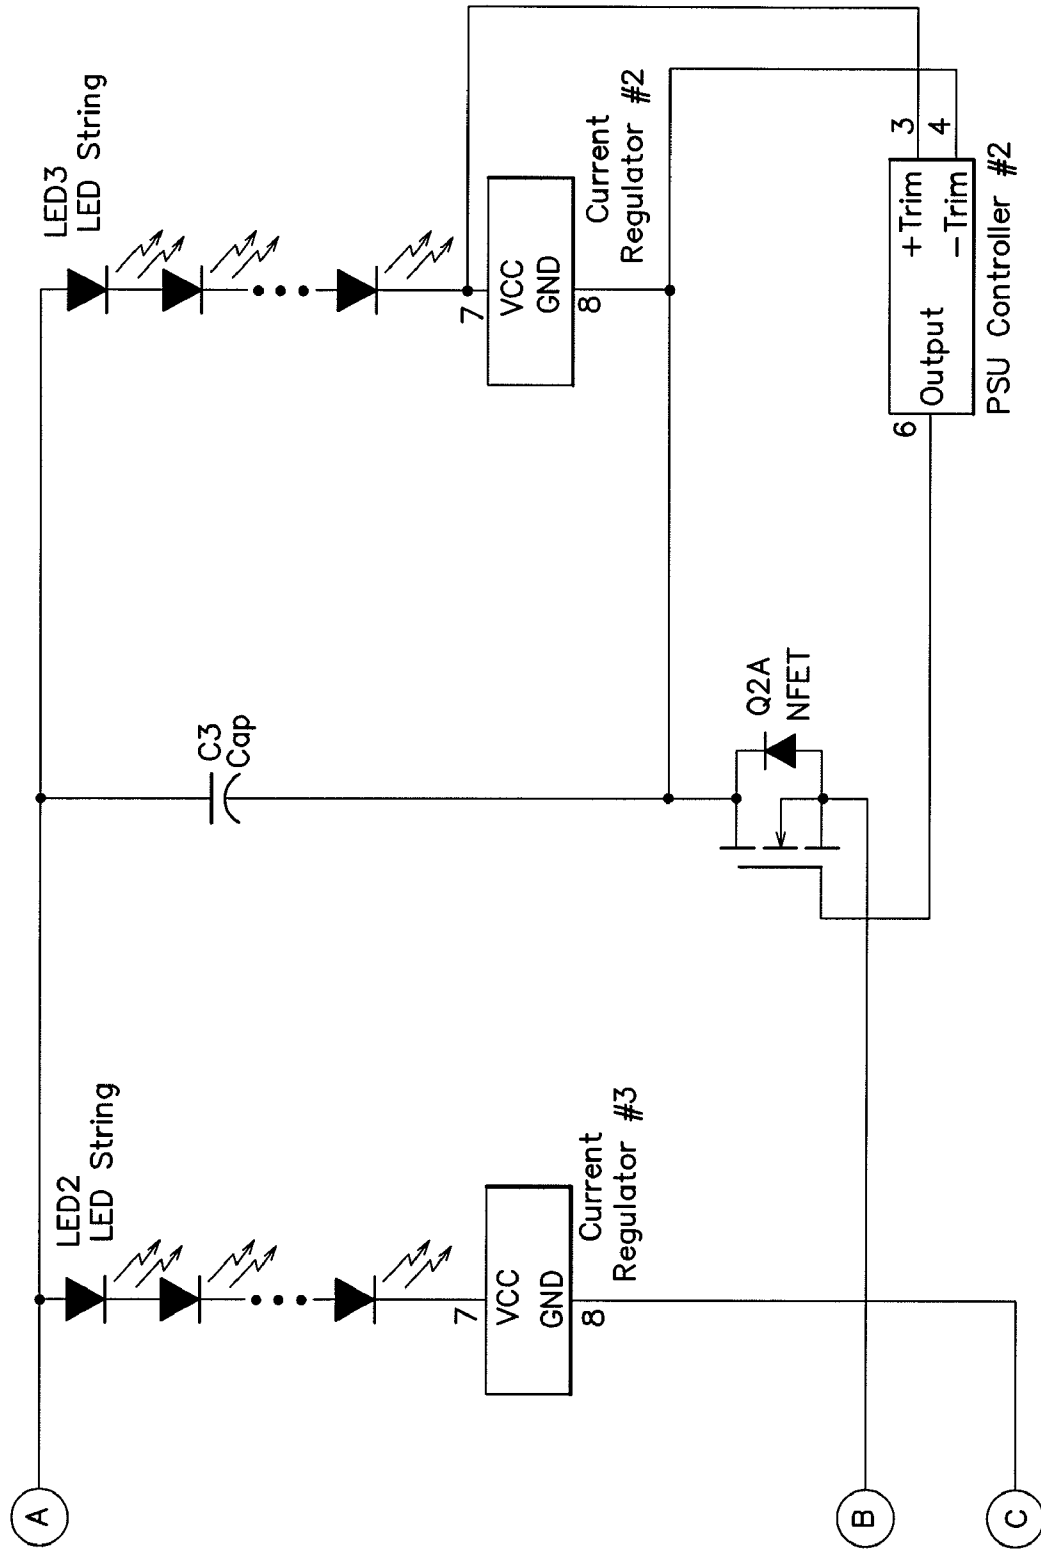 A
LED2
LED String
7
VCC
GND
8
Current
Regulator #3
C3
Cap
LED3
LED String
7
VCC
GND
8
Current
Regulator #2
Q2A
NFET
B
6
Output
+Trim
-Trim
3
4
PSU Controller #2
C